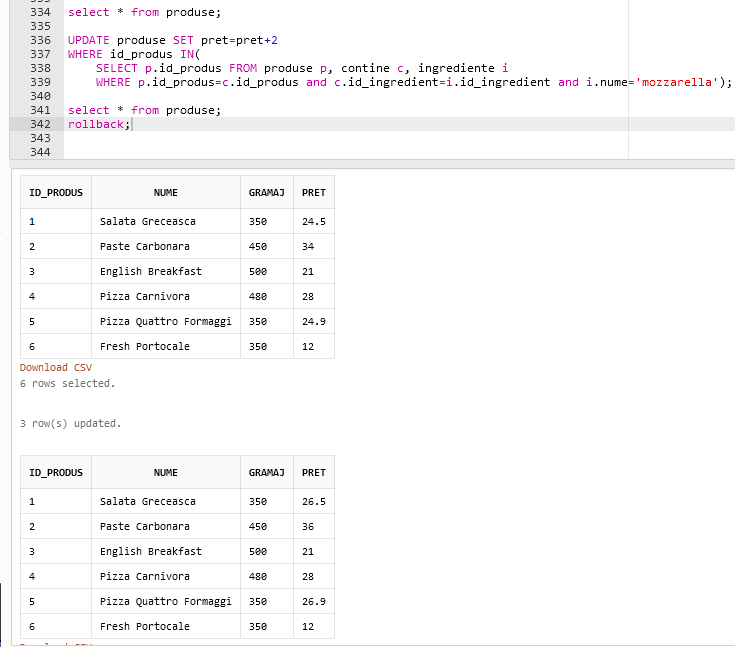 334 select * from produse;
335
336 UPDATE produse SET pret=pret+2
337 WHERE id_produs IN(
338 SELECT p.id_produs FROM produse p, contine c, ingrediente i
339 WHERE p.id_produs=c.id_produs and c.id_ingredient=i.id_ingredient and i.nume='mozzarella');
340
341 select * from produse;
342 rollback;
343
344
ID_PRODUS NUME GRAMAJ PRET
1 Salata Greceasca 350 24.5
2 Paste Carbonara 450 34
3 English Breakfast 500 21
4 Pizza Carnivora 480 28
5 Pizza Quattro Formaggi 350 24.9
6 Fresh Portocale 350 12
Download CSV
6 rows selected.
3 row(s) updated.
ID_PRODUS NUME GRAMAJ PRET
1 Salata Greceasca 350 26.5
2 Paste Carbonara 450 36
3 English Breakfast 500 21
4 Pizza Carnivora 480 28
5 Pizza Quattro Formaggi 350 26.9
6 Fresh Portocale 350 12